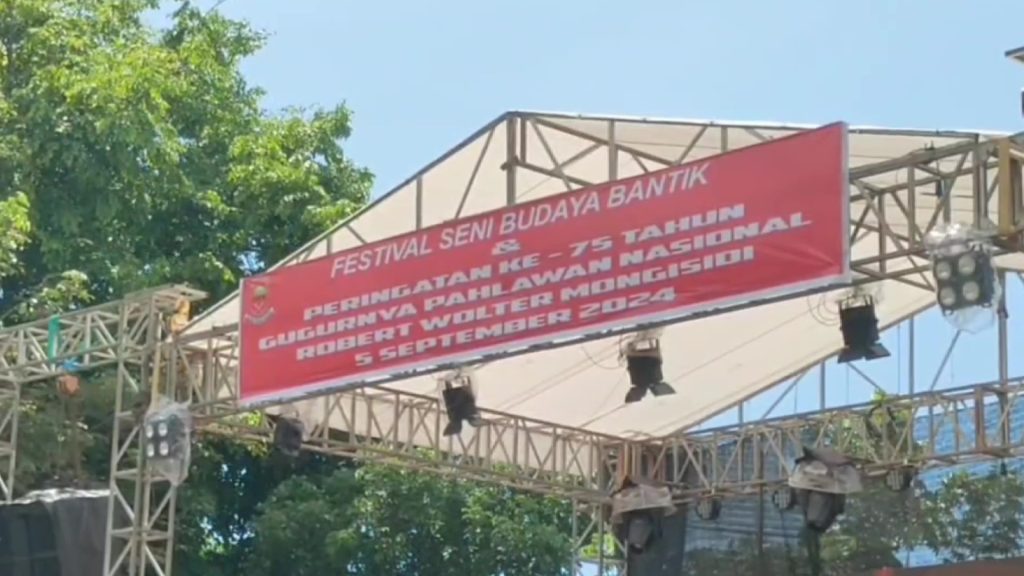 FESTIVAL SENI BUDAYA BANTIK
&
PERINGATAN KE - 75 TAHUN
GUGURNYA PAHLAWAN NASIONAL
ROBERT WOLTER MONGISIDI
5 SEPTEMBER 2024